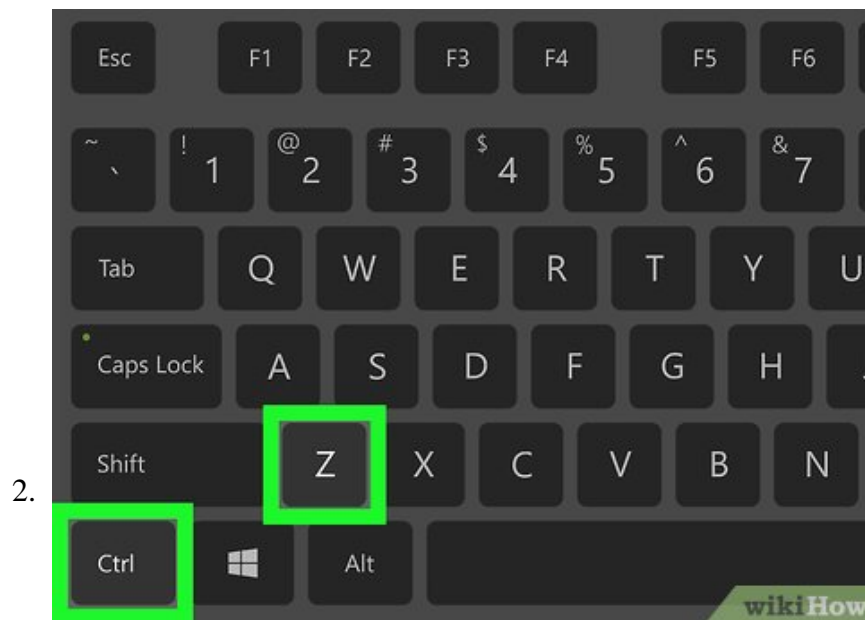 Esc F1 F2 F3 F4 F5 F6
~ ` ! 1 @ 2 # 3 $ 4 % 5 ^ 6 & 7
Tab Q W E R T Y U
Caps Lock A S D F G H
Shift Z X C V B N
2.
Ctrl Alt
wikiHow